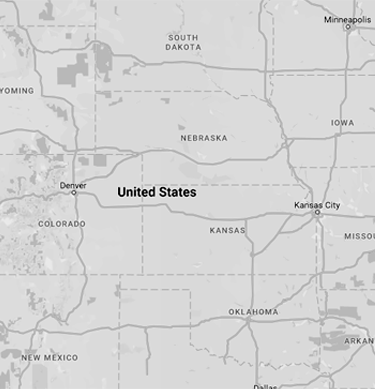 Minneapolis
SOUTH
DAKOTA
YOMING
IOWA
NEBRASKA
Denver
United States
Kansas City
COLORADO
KANSAS
MISSOU
OKLAHOMA
ARKAN
NEW MEXICO
Dallas